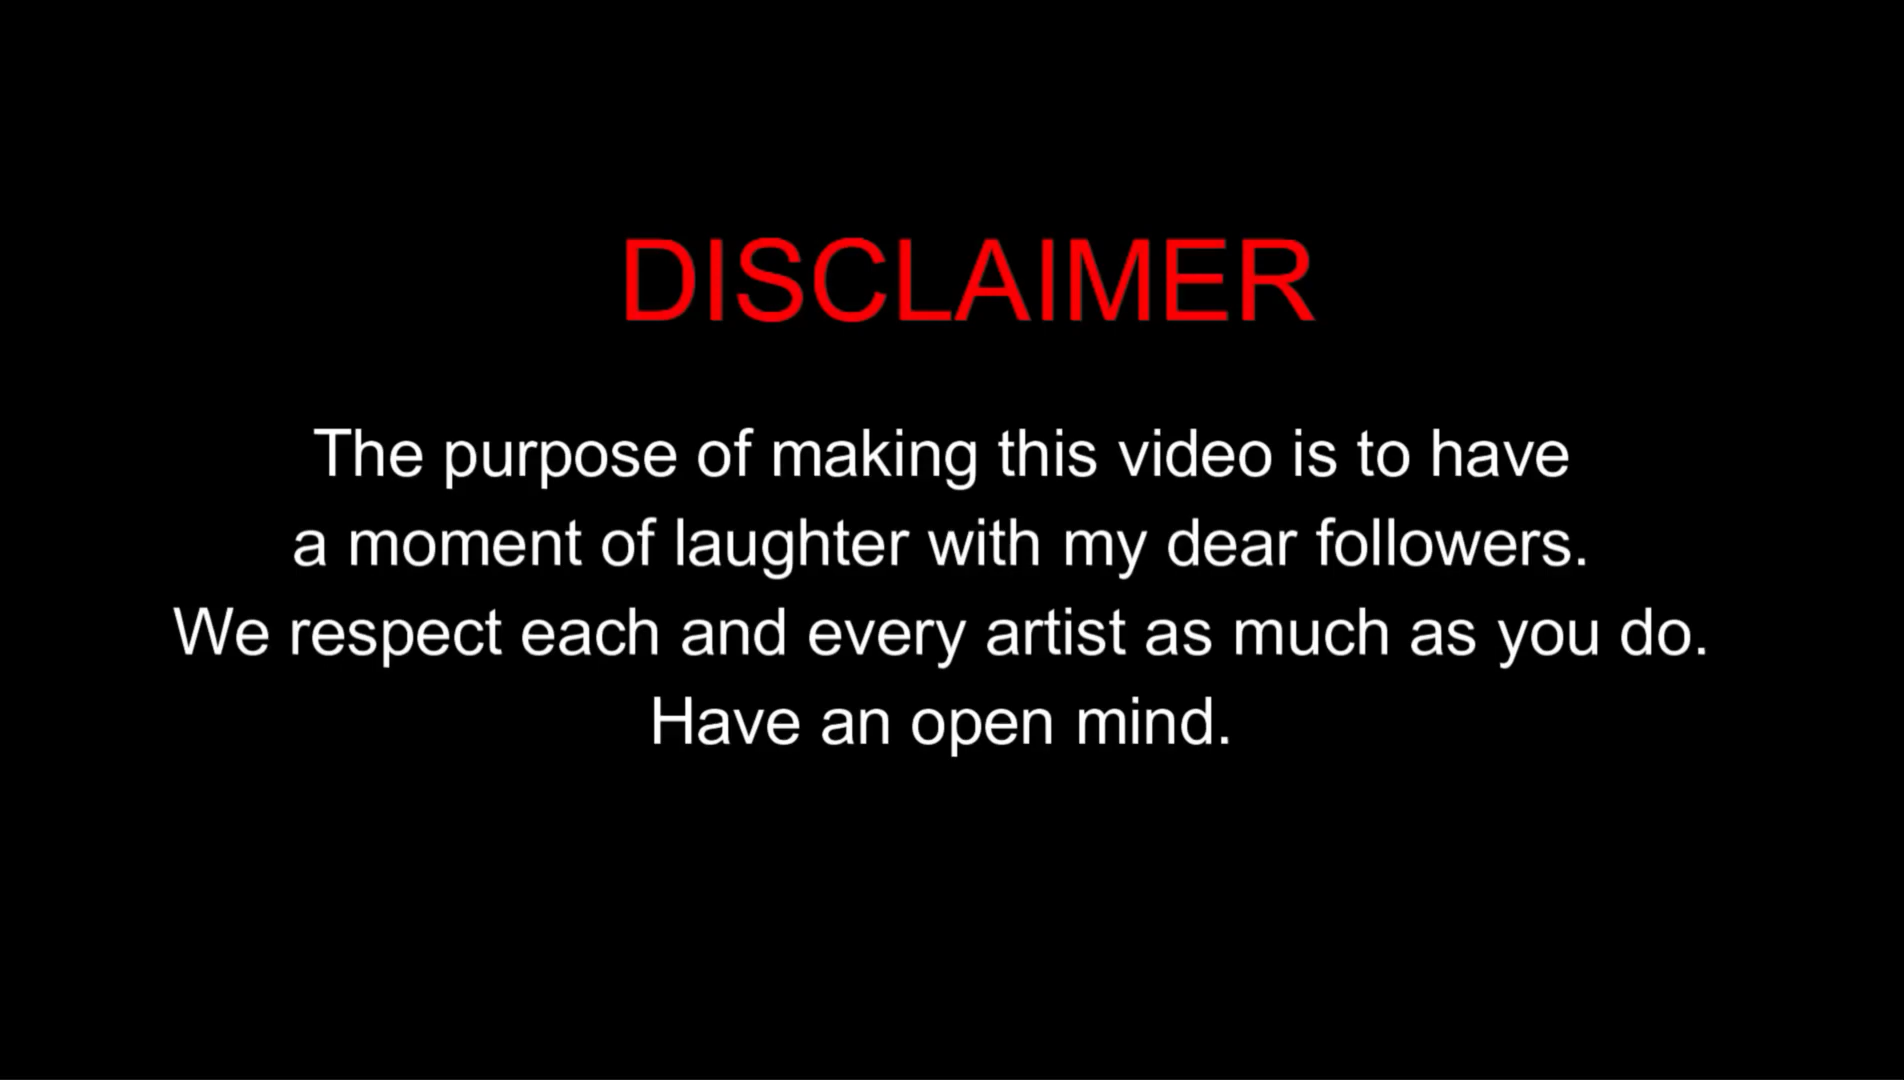 DISCLAIMER
The purpose of making this video is to have
a moment of laughter with my dear followers.
We respect each and every artist as much as you do.
Have an open mind.